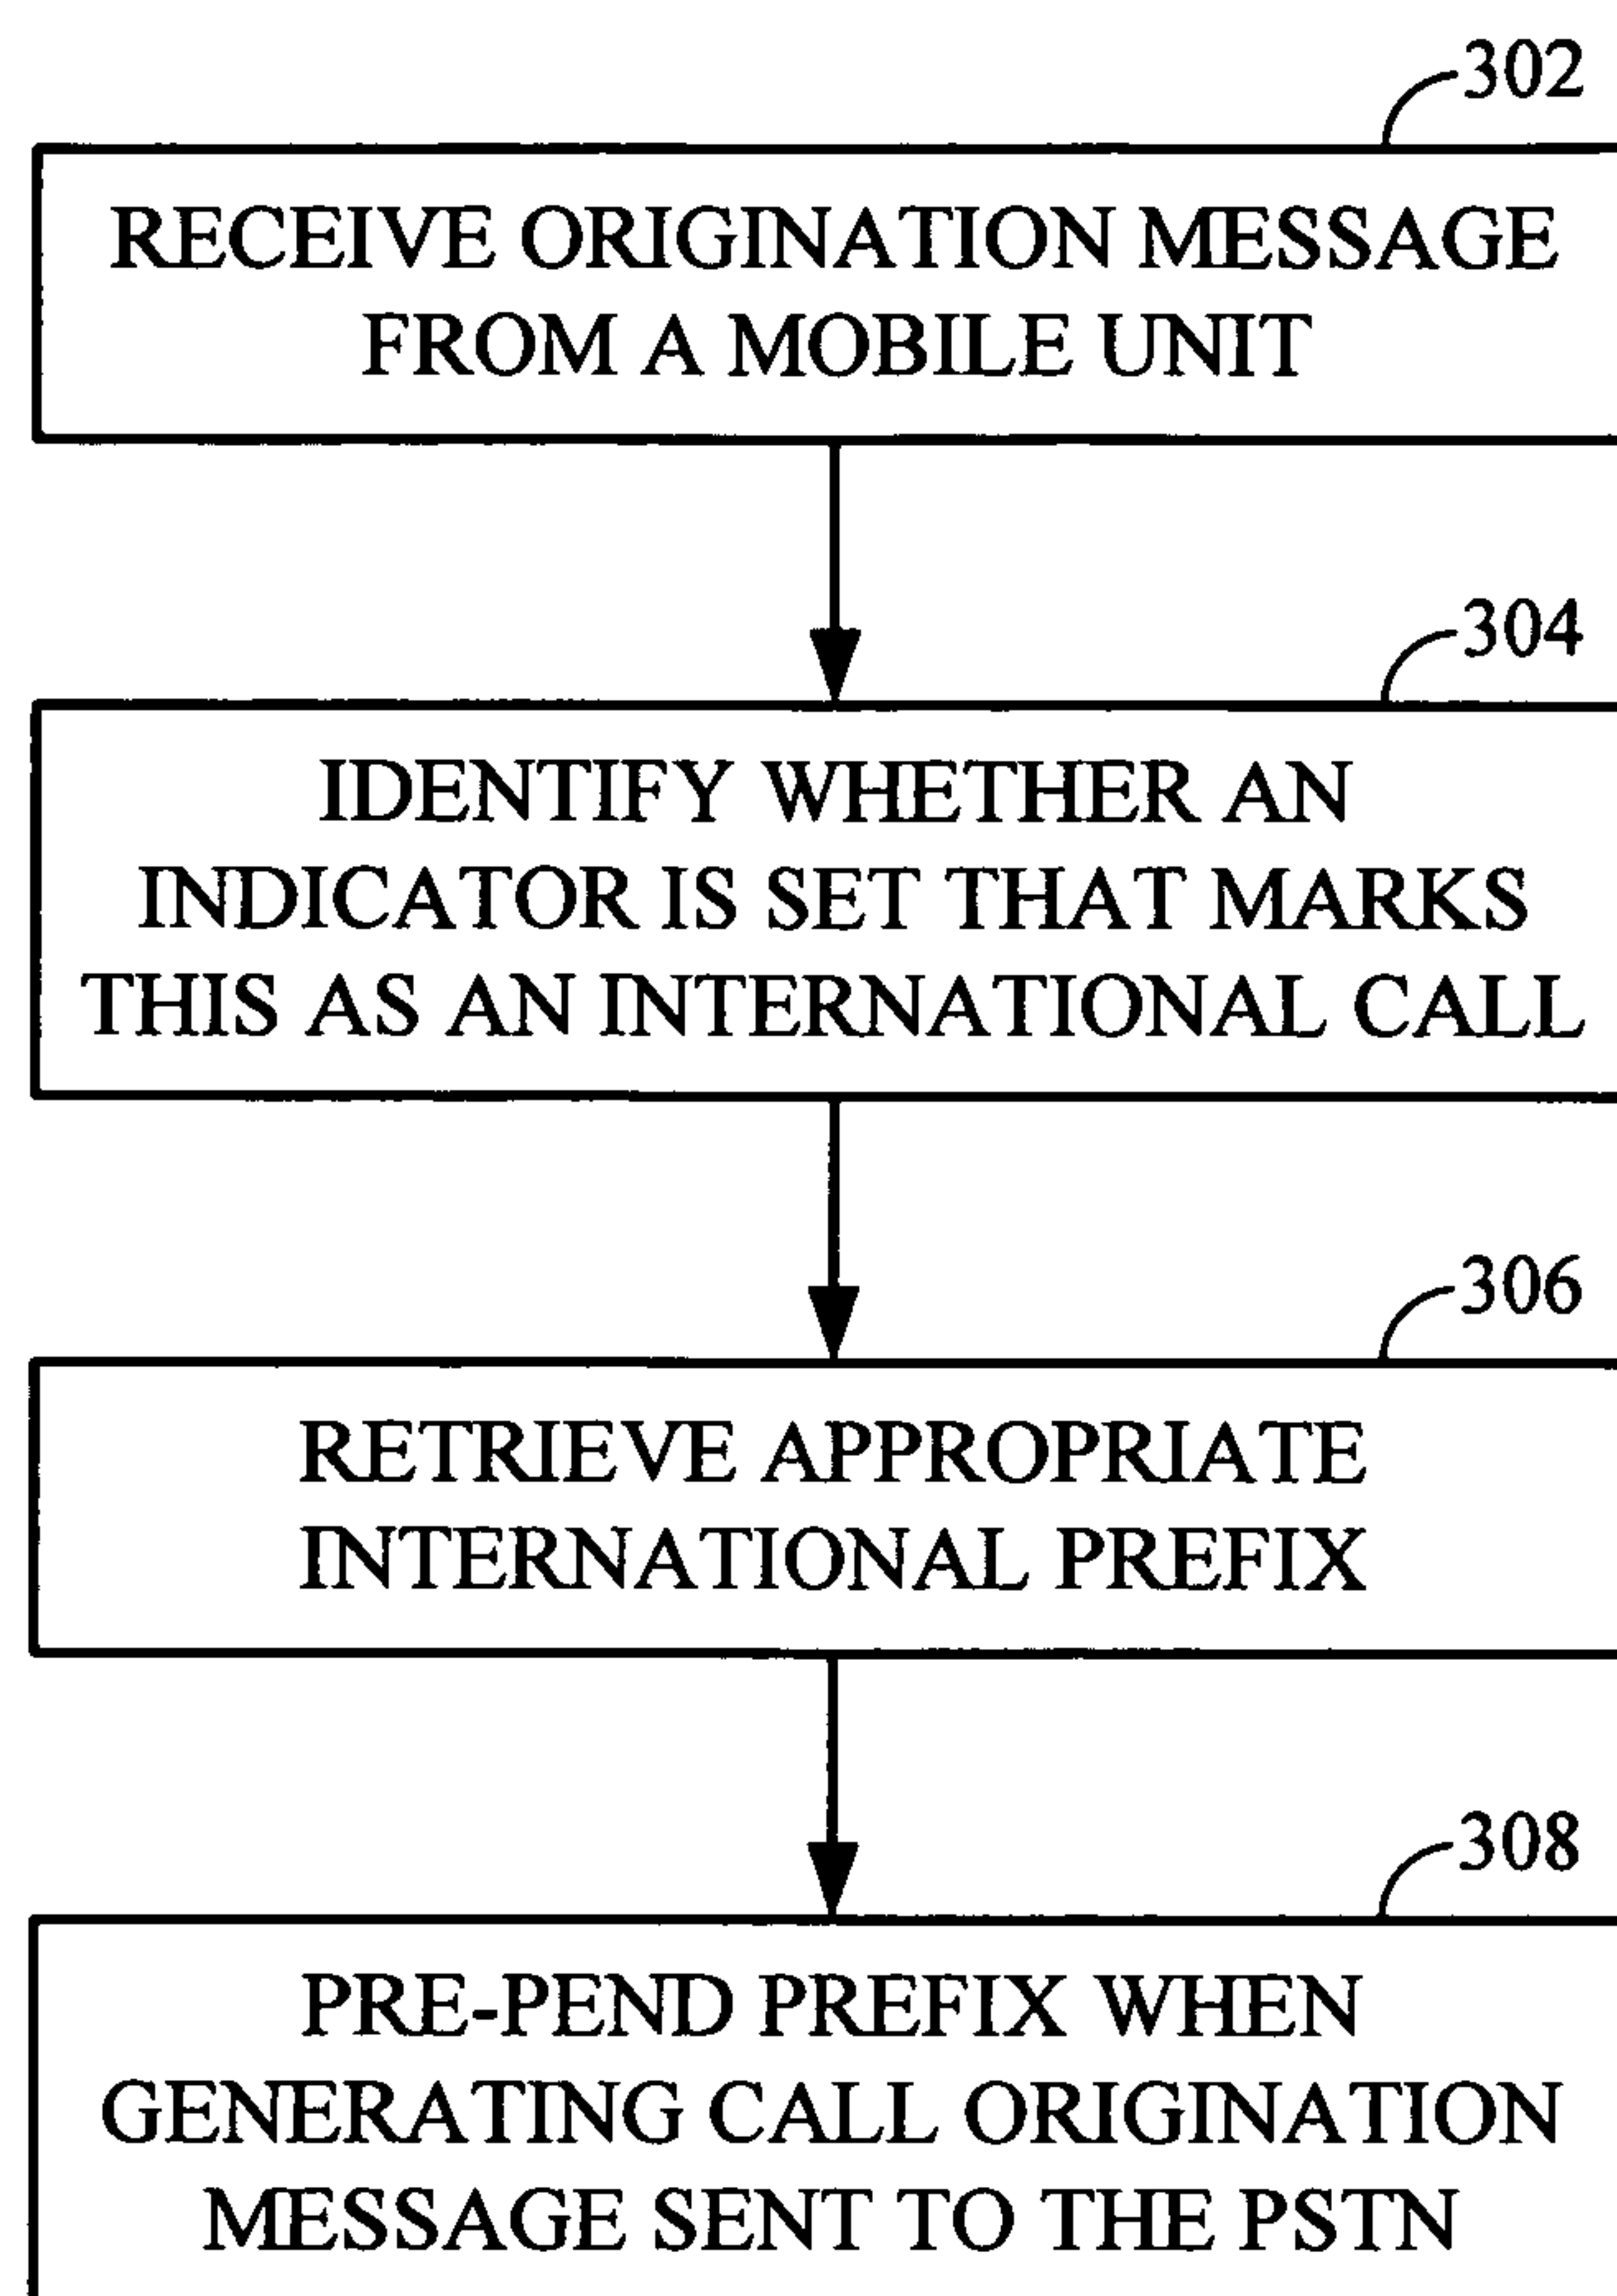 302
RECEIVE ORIGINATION MESSAGE
FROM A MOBILE UNIT
304
IDENTIFY WHETHER AN
INDICATOR IS SET THAT MARKS
THIS AS AN INTERNATIONAL CALL
306
RETRIEVE APPROPRIATE
INTERNATIONAL PREFIX
308
PRE-PEND PREFIX WHEN
GENERATING CALL ORIGINATION
MESSAGE SENT TO THE PSTN